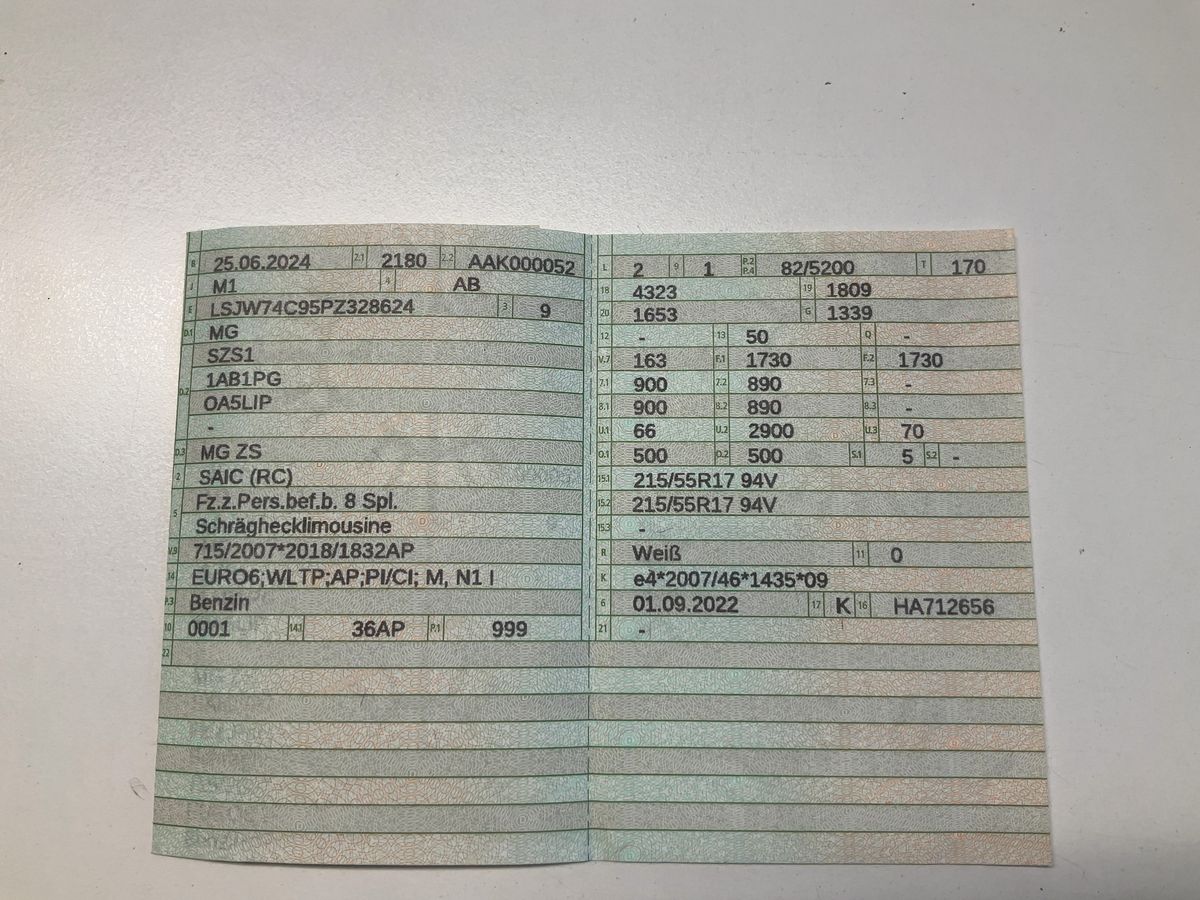 B 25.06.2024 2.1 2180 2.2 AAK000052
J M1 4 AB
E LSJW74C95PZ328624 3 9
D.1 MG
SZS1
D.2 1AB1PG
OA5LIP
-
D.3 MG ZS
2 SAIC (RC)
5 Fz.z.Pers.bef.b. 8 Spl.
Schräghecklimousine
V.9 715/2007*2018/1832AP
14 EURO6;WLTP;AP;PI/CI; M, N1 I
P.3 Benzin
10 0001 14.1 36AP P.1 999
22
L 2 9 1 P.2 P.4 82/5200 T 170
18 4323 19 1809
20 1653 G 1339
12 - 13 50 Q -
V.7 163 F.1 1730 F.2 1730
7.1 900 7.2 890 7.3 -
8.1 900 8.2 890 8.3 -
U.1 66 U.2 2900 U.3 70
O.1 500 O.2 500 S.1 5 S.2 -
15.1 215/55R17 94V
15.2 215/55R17 94V
15.3 -
R Weiß 11 0
K e4*2007/46*1435*09
6 01.09.2022 17 K 16 HA712656
21 -